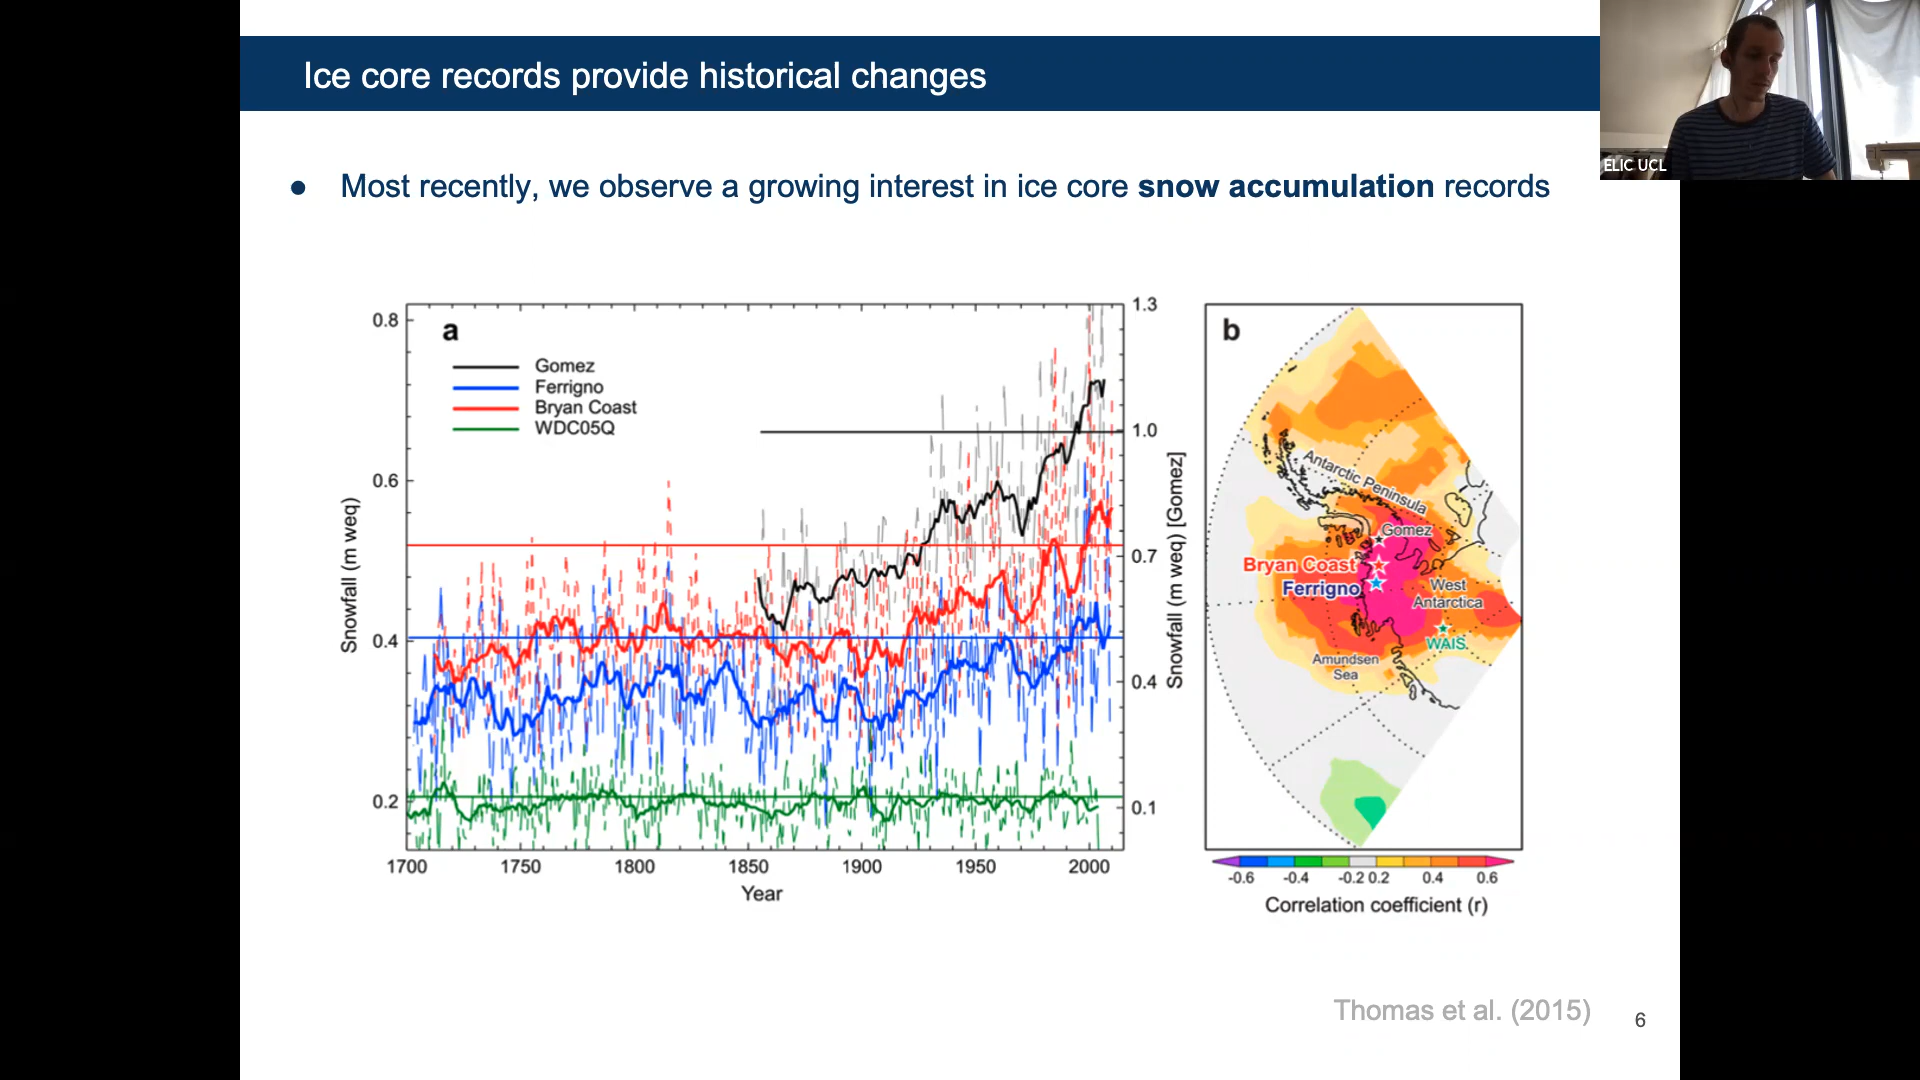 Ice core records provide historical changes
ELIC UCL
● Most recently, we observe a growing interest in ice core snow accumulation records
a
Gomez
Ferrigno
Bryan Coast
WDC05Q
0.8
0.6
0.4
0.2
Snowfall (m weq)
1.3
1.0
0.7
0.4
0.1
Snowfall (m weq) [Gomez]
1700 1750 1800 1850 1900 1950 2000
Year
b
Antarctic Peninsula
Gomez
Bryan Coast
Ferrigno
West
Antarctica
WAIS
Amundsen
Sea
-0.6 -0.4 -0.2 0.2 0.4 0.6
Correlation coefficient (r)
Thomas et al. (2015)
6